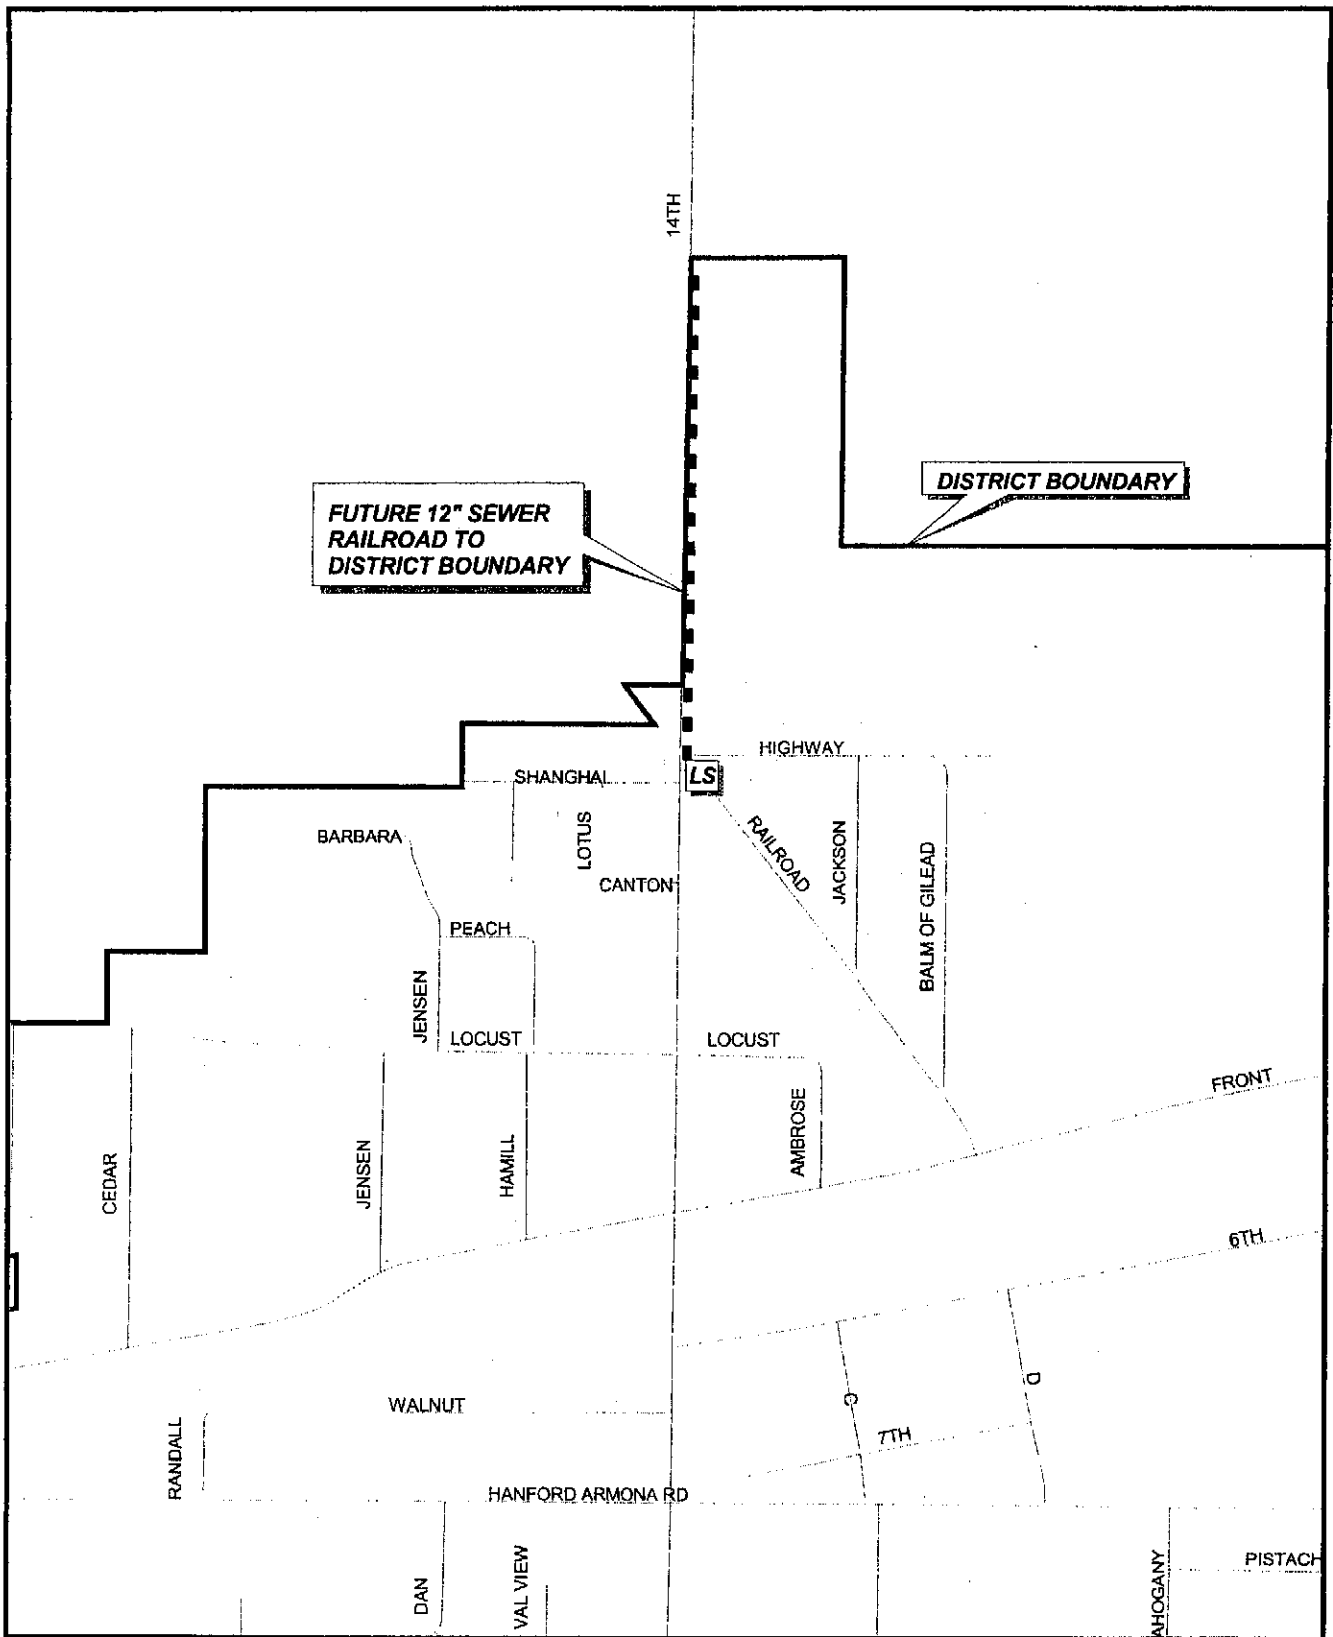 14TH
DISTRICT BOUNDARY
FUTURE 12" SEWER
RAILROAD TO
DISTRICT BOUNDARY
HIGHWAY
SHANGHAI
LS
BARBARA
LOTUS
RAILROAD
JACKSON
CANTON
BALM OF GILEAD
PEACH
JENSEN
LOCUST
LOCUST
FRONT
AMBROSE
CEDAR
JENSEN
HAMILL
6TH
D
C
WALNUT
7TH
RANDALL
HANFORD ARMONA RD
DAN
VAL VIEW
AHOGANY
PISTACH